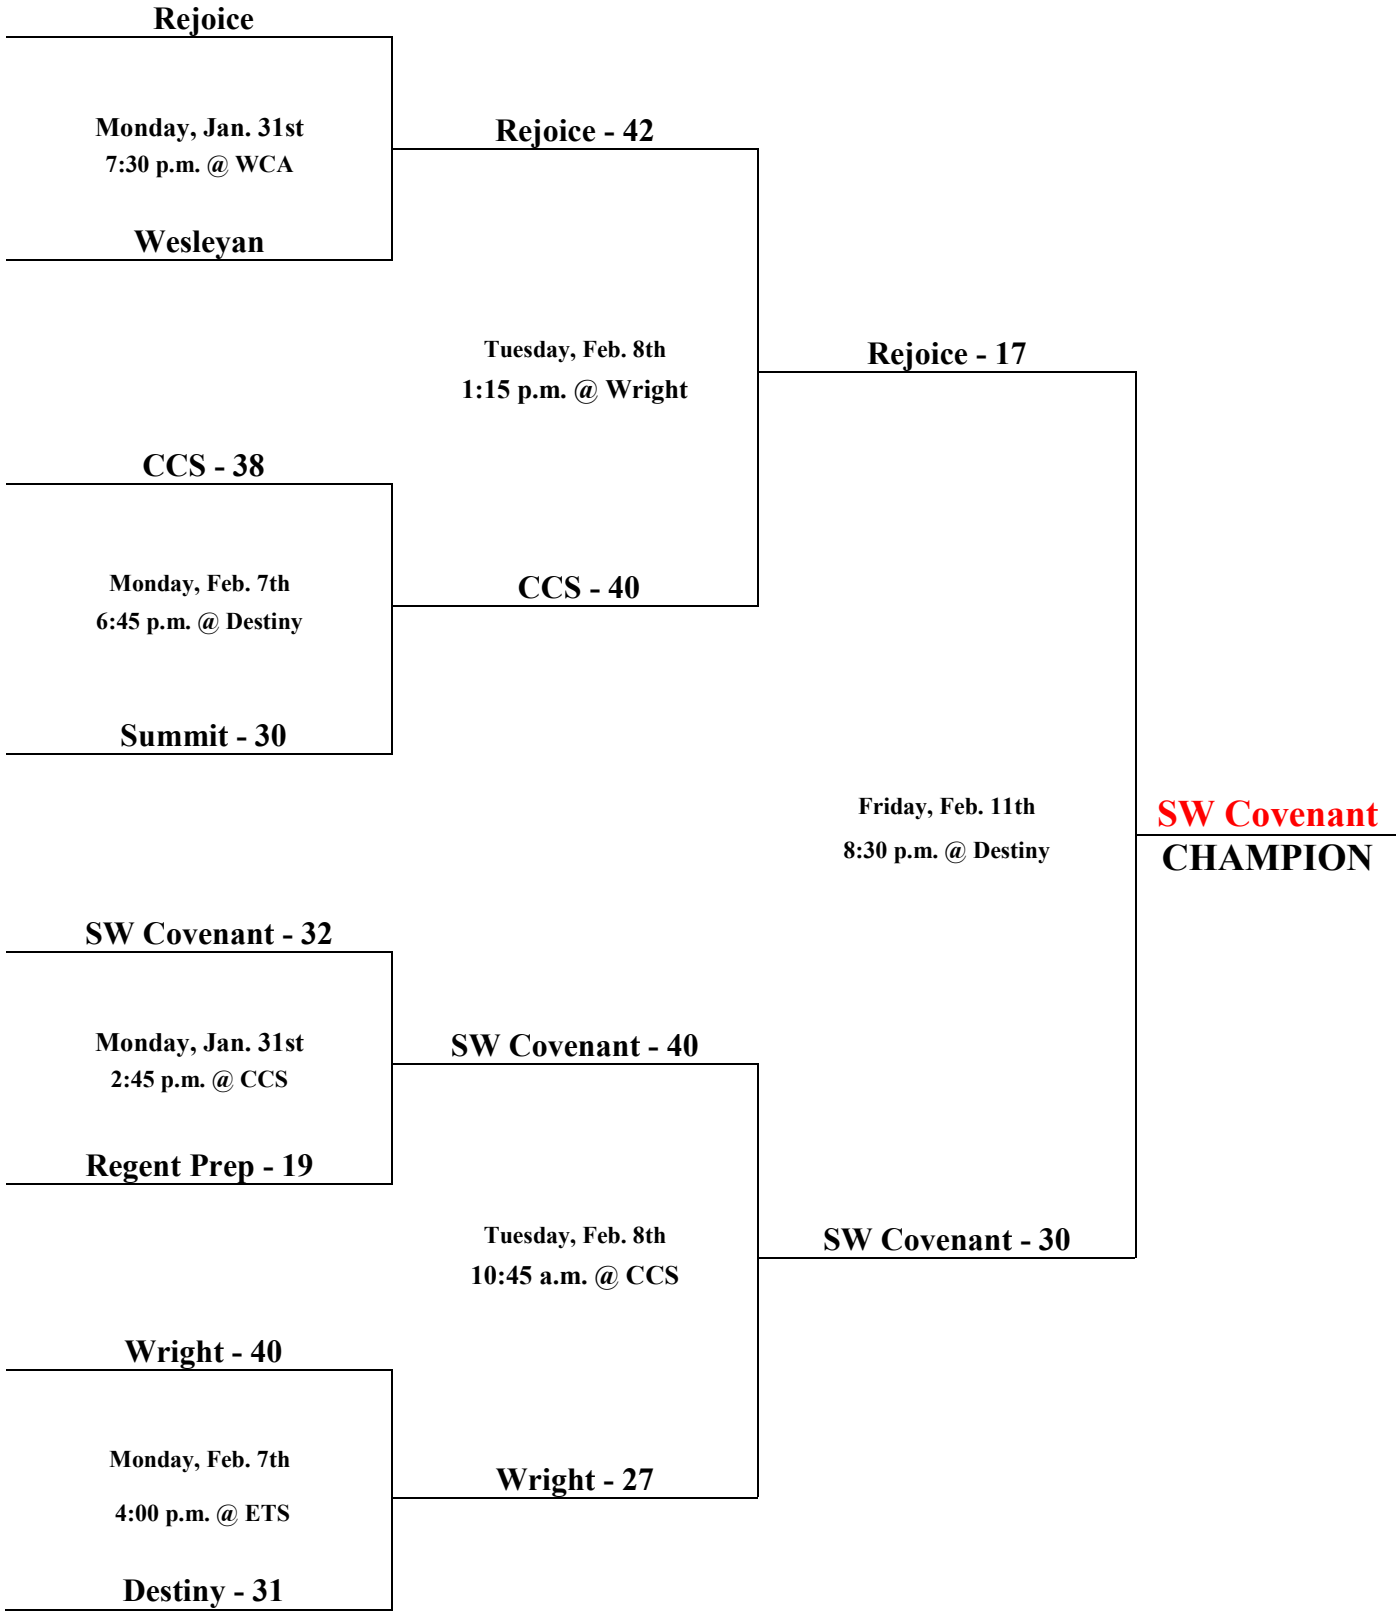 Rejoice
Monday, Jan. 31st
7:30 p.m. @ WCA
Wesleyan
Rejoice - 42
Tuesday, Feb. 8th
1:15 p.m. @ Wright
CCS - 38
Monday, Feb. 7th
6:45 p.m. @ Destiny
Summit - 30
CCS - 40
Rejoice - 17
Friday, Feb. 11th
8:30 p.m. @ Destiny
SW Covenant
CHAMPION
SW Covenant - 32
Monday, Jan. 31st
2:45 p.m. @ CCS
Regent Prep - 19
SW Covenant - 40
Tuesday, Feb. 8th
10:45 a.m. @ CCS
SW Covenant - 30
Wright - 40
Monday, Feb. 7th
4:00 p.m. @ ETS
Destiny - 31
Wright - 27